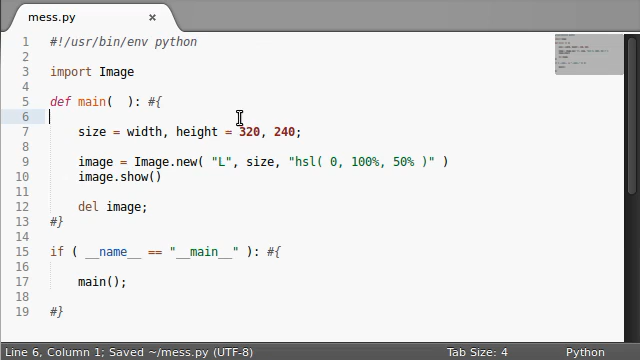 mess.py ×
1 #!/usr/bin/env python
2
3 import Image
4
5 def main(  ): #{
6
7     size = width, height = 320, 240;
8
9     image = Image.new( "L", size, "hsl( 0, 100%, 50% )" )
10     image.show()
11
12     del image;
13 #}
14
15 if ( __name__ == "__main__" ): #{
16
17     main();
18
19 #}
Line 6, Column 1; Saved ~/mess.py (UTF-8) Tab Size: 4 Python